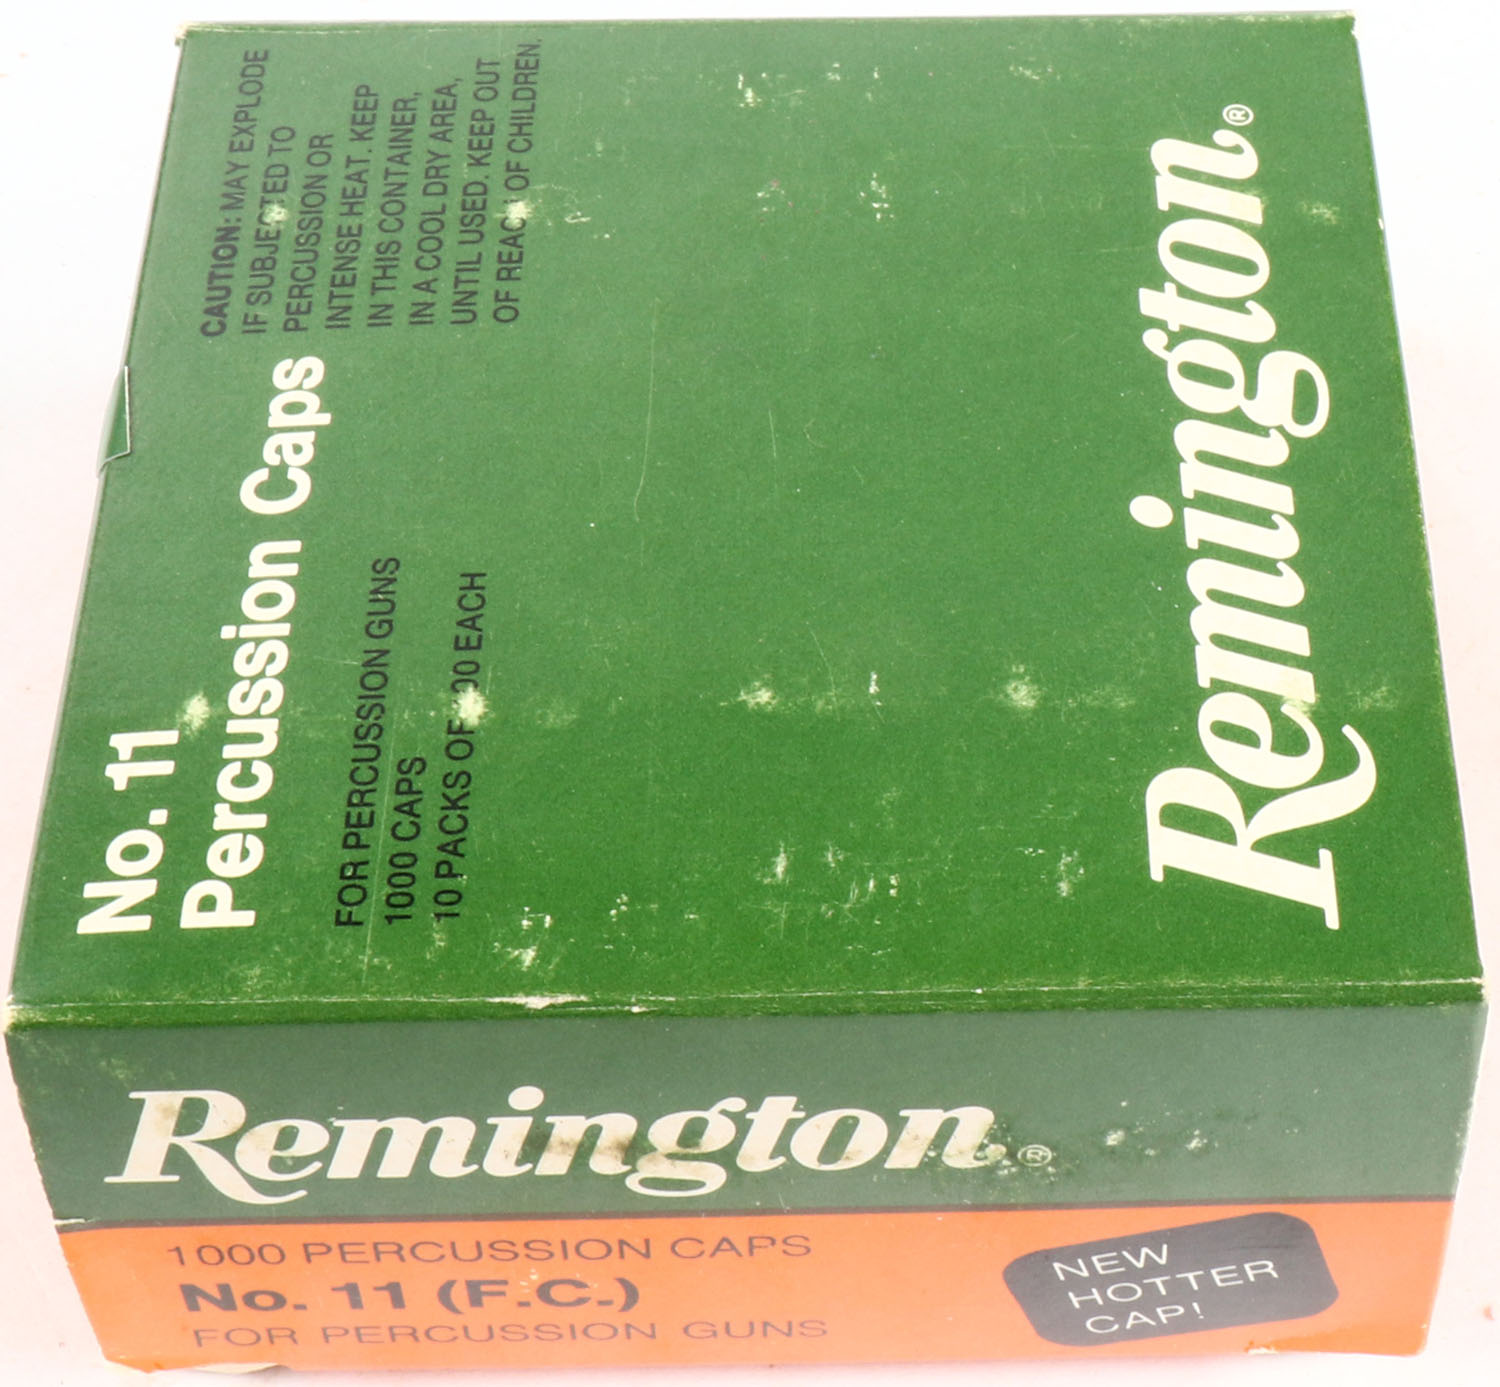 No. 11
Percussion Caps
FOR PERCUSSION GUNS
1000 CAPS
10 PACKS OF 00 EACH
CAUTION: MAY EXPLODE
IF SUBJECTED TO
PERCUSSION OR
INTENSE HEAT. KEEP
IN THIS CONTAINER,
IN A COOL DRY AREA,
UNTIL USED. KEEP OUT
OF REACH OF CHILDREN.
Remington®
Remington®
1000 PERCUSSION CAPS
No. 11 (F.C.)
FOR PERCUSSION GUNS
NEW
HOTTER
CAP!